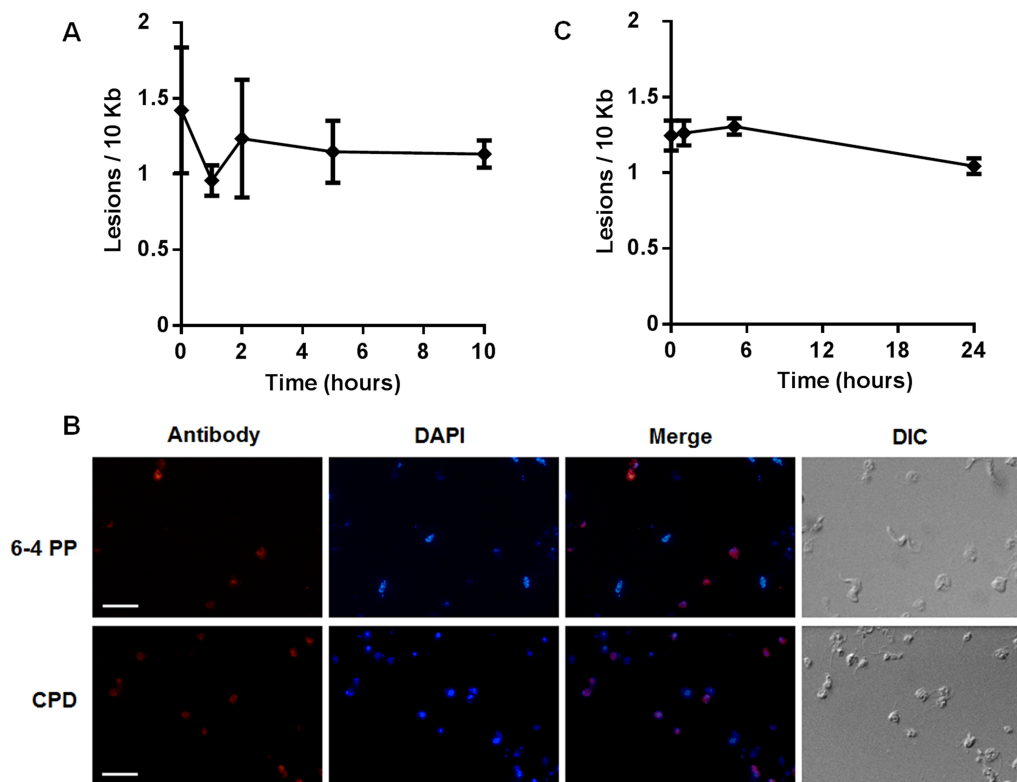 A
2
1.5
1
0.5
0
Lesions / 10 Kb
0 2 4 6 8 10
Time (hours)
C
2
1.5
1
0.5
0
Lesions / 10 Kb
0 6 12 18 24
Time (hours)
B
Antibody DAPI Merge DIC
6-4 PP
CPD